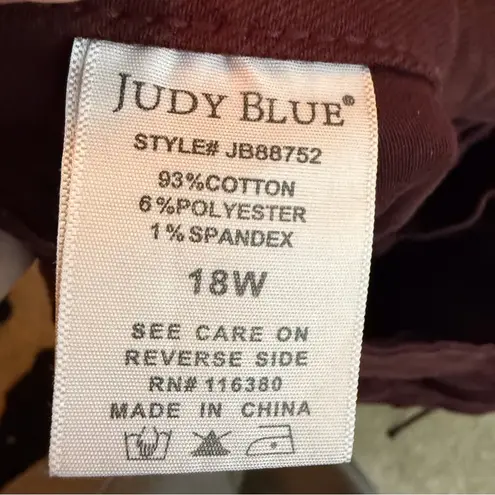 JUDY BLUE®
STYLE# JB88752
93%COTTON
6%POLYESTER
1%SPANDEX
18W
SEE CARE ON
REVERSE SIDE
RN# 116380
MADE IN CHINA